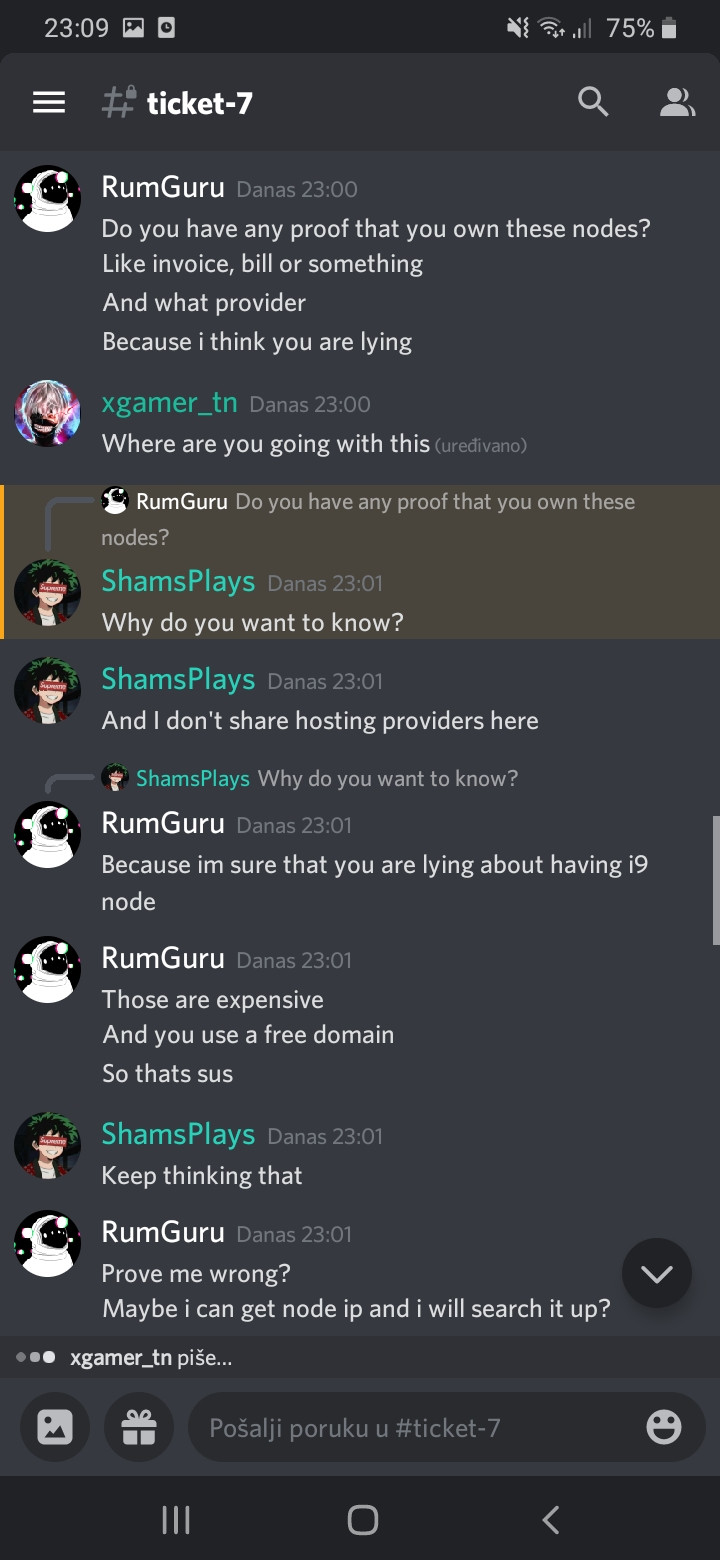 23:09
75%
# ticket-7
RumGuru Danas 23:00
Do you have any proof that you own these nodes?
Like invoice, bill or something
And what provider
Because i think you are lying
xgamer_tn Danas 23:00
Where are you going with this (uređivano)
RumGuru Do you have any proof that you own these
nodes?
ShamsPlays Danas 23:01
Why do you want to know?
ShamsPlays Danas 23:01
And I don't share hosting providers here
ShamsPlays Why do you want to know?
RumGuru Danas 23:01
Because im sure that you are lying about having i9
node
RumGuru Danas 23:01
Those are expensive
And you use a free domain
So thats sus
ShamsPlays Danas 23:01
Keep thinking that
RumGuru Danas 23:01
Prove me wrong?
Maybe i can get node ip and i will search it up?
xgamer_tn piše...
Pošalji poruku u #ticket-7